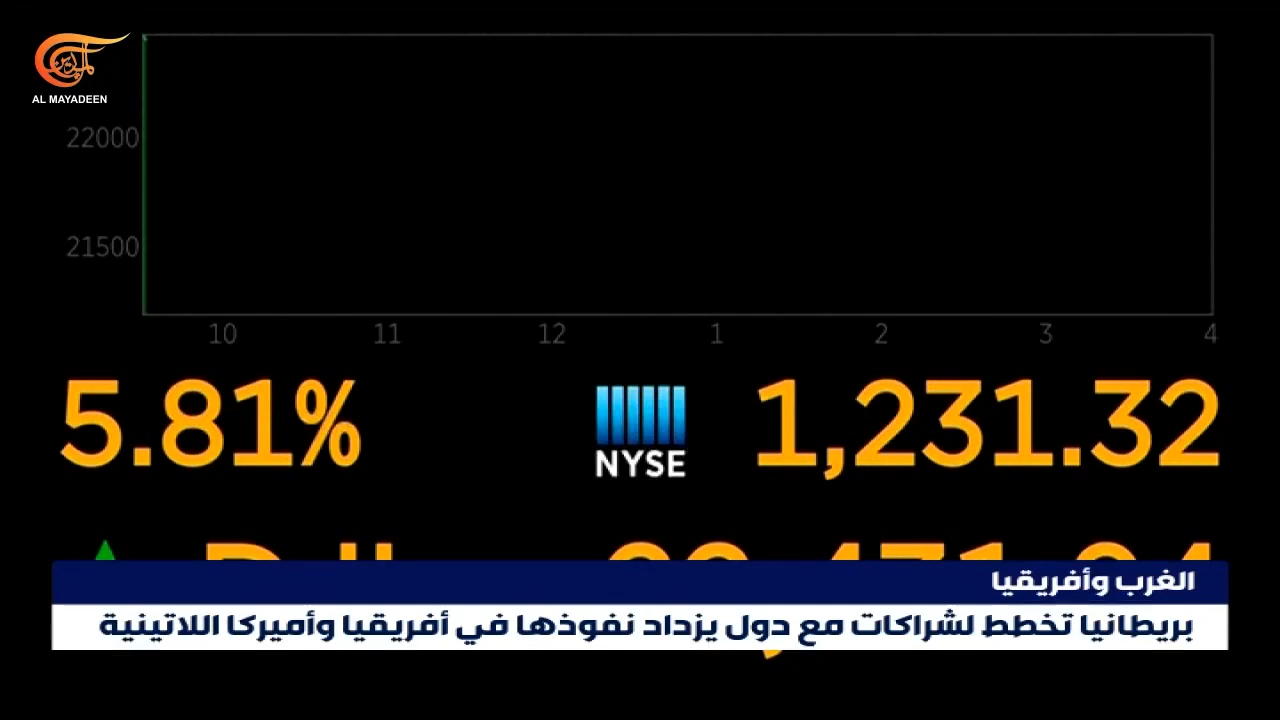 الميادين
AL MAYADEEN
22000
21500
10 11 12 1 2 3 4
5.81%
NYSE
1,231.32
الغرب وأفريقيا
بريطانيا تخطط لشراكات مع دول يزداد نفوذها في أفريقيا وأميركا اللاتينية